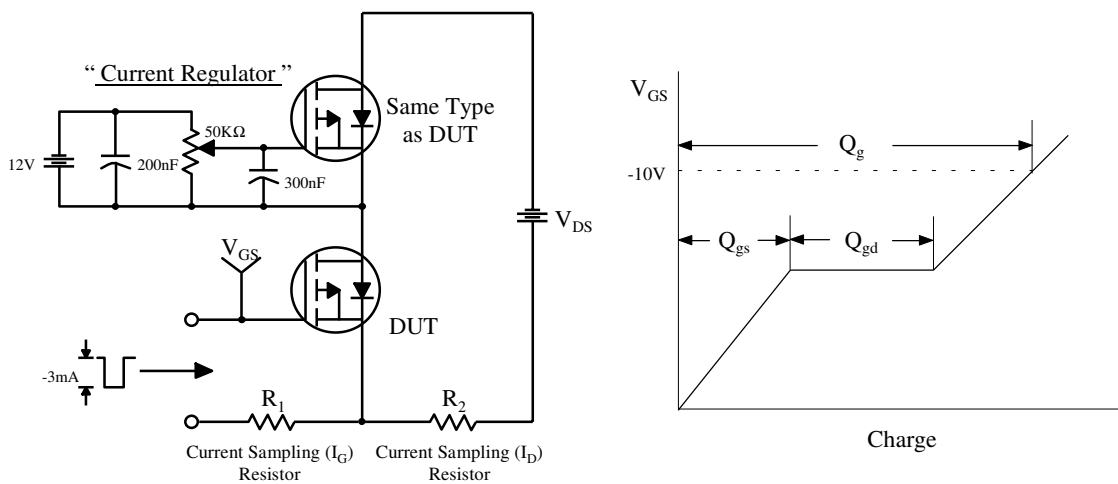 “ Current Regulator ”
Same Type
as DUT
50KΩ
12V
200nF
300nF
V_DS
V_GS
DUT
-3mA
R_1
R_2
Current Sampling (I_G)
Resistor
Current Sampling (I_D)
Resistor
V_GS
Q_g
-10V
Q_gs
Q_gd
Charge